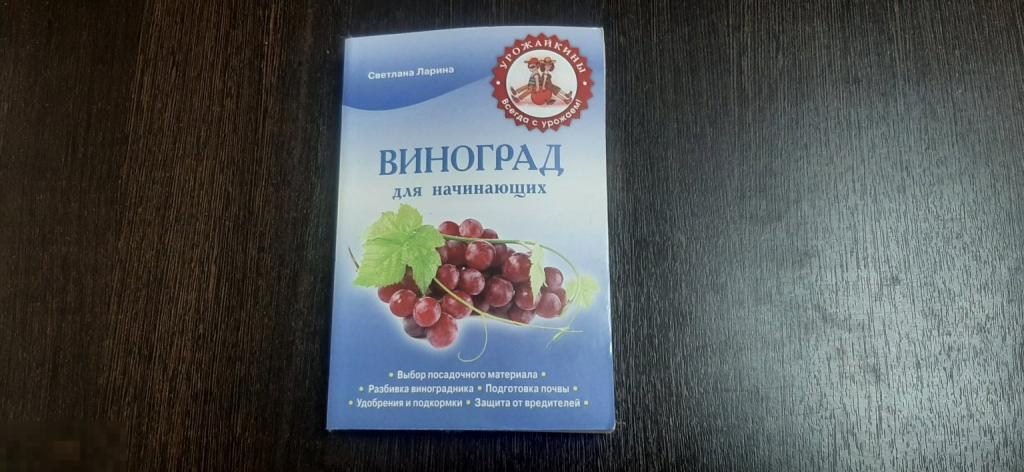 Светлана Ларина
• УРОЖАЙКИНЫ •
Всегда с урожаем!
ВИНОГРАД
для начинающих
• Выбор посадочного материала •
• Разбивка виноградника • Подготовка почвы •
• Удобрения и подкормки • Защита от вредителей •